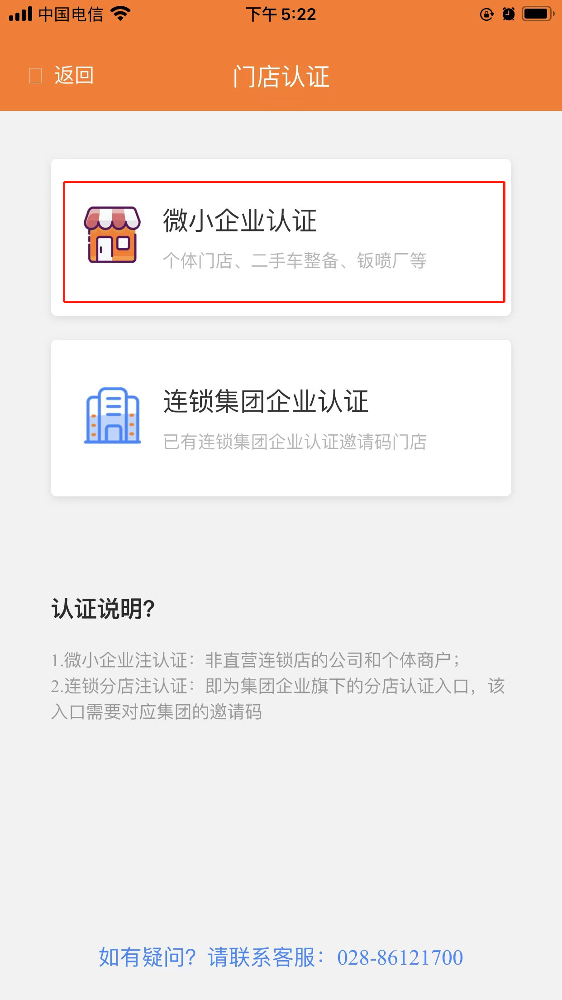 中国电信
下午 5:22
返回
门店认证
微小企业认证
个体门店、二手车整备、钣喷厂等
连锁集团企业认证
已有连锁集团企业认证邀请码门店
认证说明?
1.微小企业注认证：非直营连锁店的公司和个体商户；
2.连锁分店注认证：即为集团企业旗下的分店认证入口，该
入口需要对应集团的邀请码
如有疑问？请联系客服：028-86121700